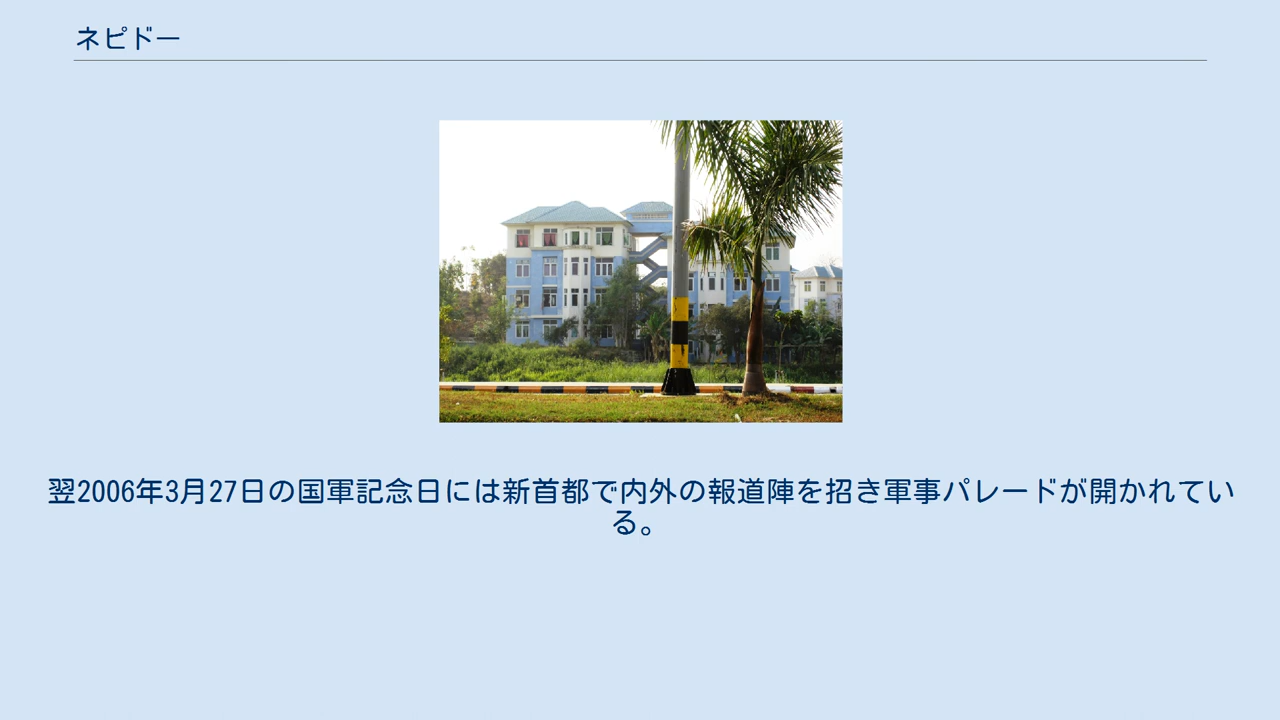 ネピドー
翌2006年3月27日の国軍記念日には新首都で内外の報道陣を招き軍事パレードが開かれてい
る。